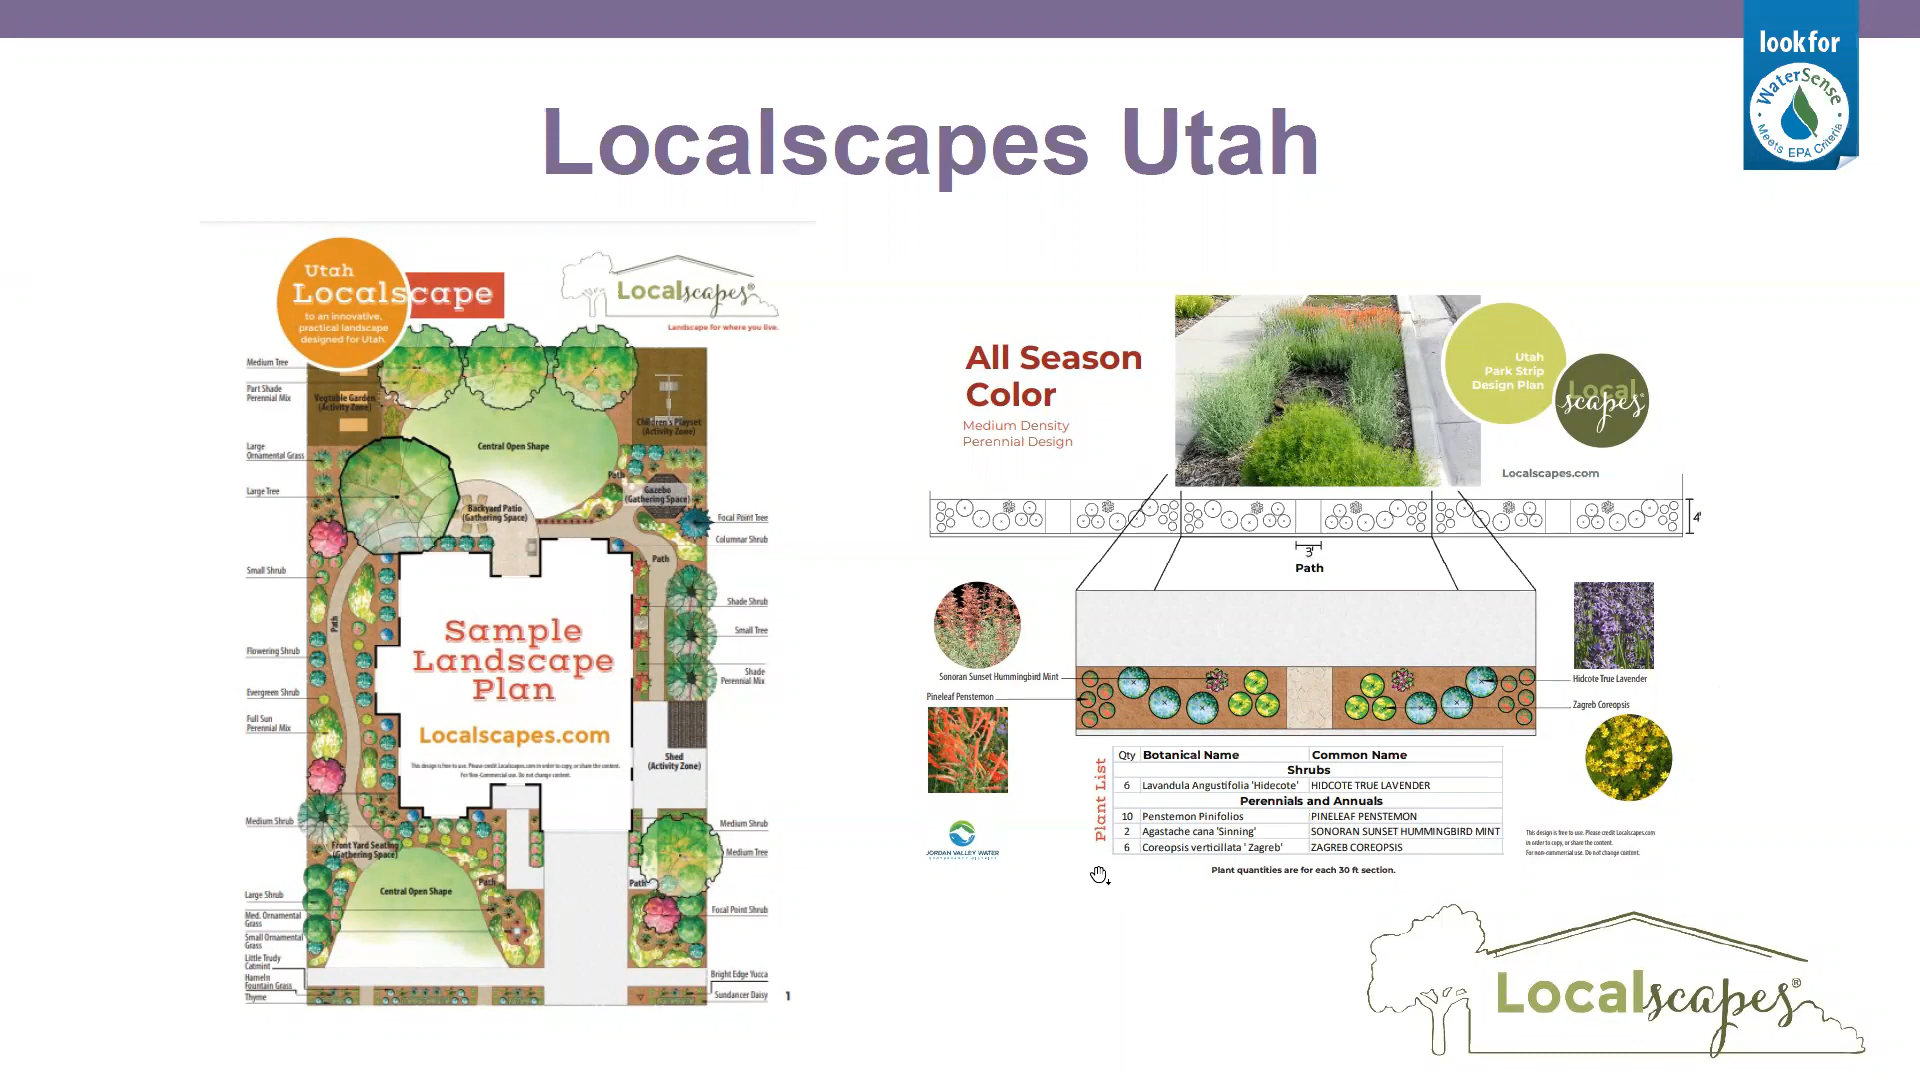 lookfor
WaterSense
Meets EPA Criteria
Localscapes Utah
Utah
Localscape
to an innovative,
practical landscape
designed for Utah.
Localscapes®
Landscape for where you live.
Medium Tree
Part Shade
Perennial Mix
Large
Ornamental Grass
Large Tree
Small Shrub
Flowering Shrub
Evergreen Shrub
Full Sun
Perennial Mix
Medium Shrub
Large Shrub
Med. Ornamental
Grass
Small Ornamental
Grass
Little Trudy
Catmint
Hameln
Fountain Grass
Thyme
Vegtable Garden
(Activity Zone)
Central Open Shape
Children's Playset
(Activity Zone)
Path
Gazebo
(Gathering Space)
Backyard Patio
(Gathering Space)
Path
Path
Sample
Landscape
Plan
Localscapes.com
This design is free to use. Please credit Localscapes.com in order to copy, or share the content.
For Non-Commercial use. Do not change content.
Shed
(Activity Zone)
Front Yard Seating
(Gathering Space)
Central Open Shape
Path
Path
Focal Point Tree
Columnar Shrub
Shade Shrub
Small Tree
Shade
Perennial Mix
Medium Shrub
Medium Tree
Focal Point Shrub
Bright Edge Yucca
Sundancer Daisy
1
All Season
Color
Medium Density
Perennial Design
Utah
Park Strip
Design Plan
Local
scapes®
Localscapes.com
4'
3'
Path
Sonoran Sunset Hummingbird Mint
Pineleaf Penstemon
Hidcote True Lavender
Zagreb Coreopsis
Plant List
Qty Botanical Name Common Name
Shrubs
6 Lavandula Angustifolia 'Hidecote' HIDCOTE TRUE LAVENDER
Perennials and Annuals
10 Penstemon Pinifolios PINELEAF PENSTEMON
2 Agastache cana 'Sinning' SONORAN SUNSET HUMMINGBIRD MINT
6 Coreopsis verticillata ' Zagreb' ZAGREB COREOPSIS
Plant quantities are for each 30 ft section.
JORDAN VALLEY WATER
This design is free to use. Please credit Localscapes.com
in order to copy, or share the content.
For non-commercial use. Do not change content.
Localscapes®